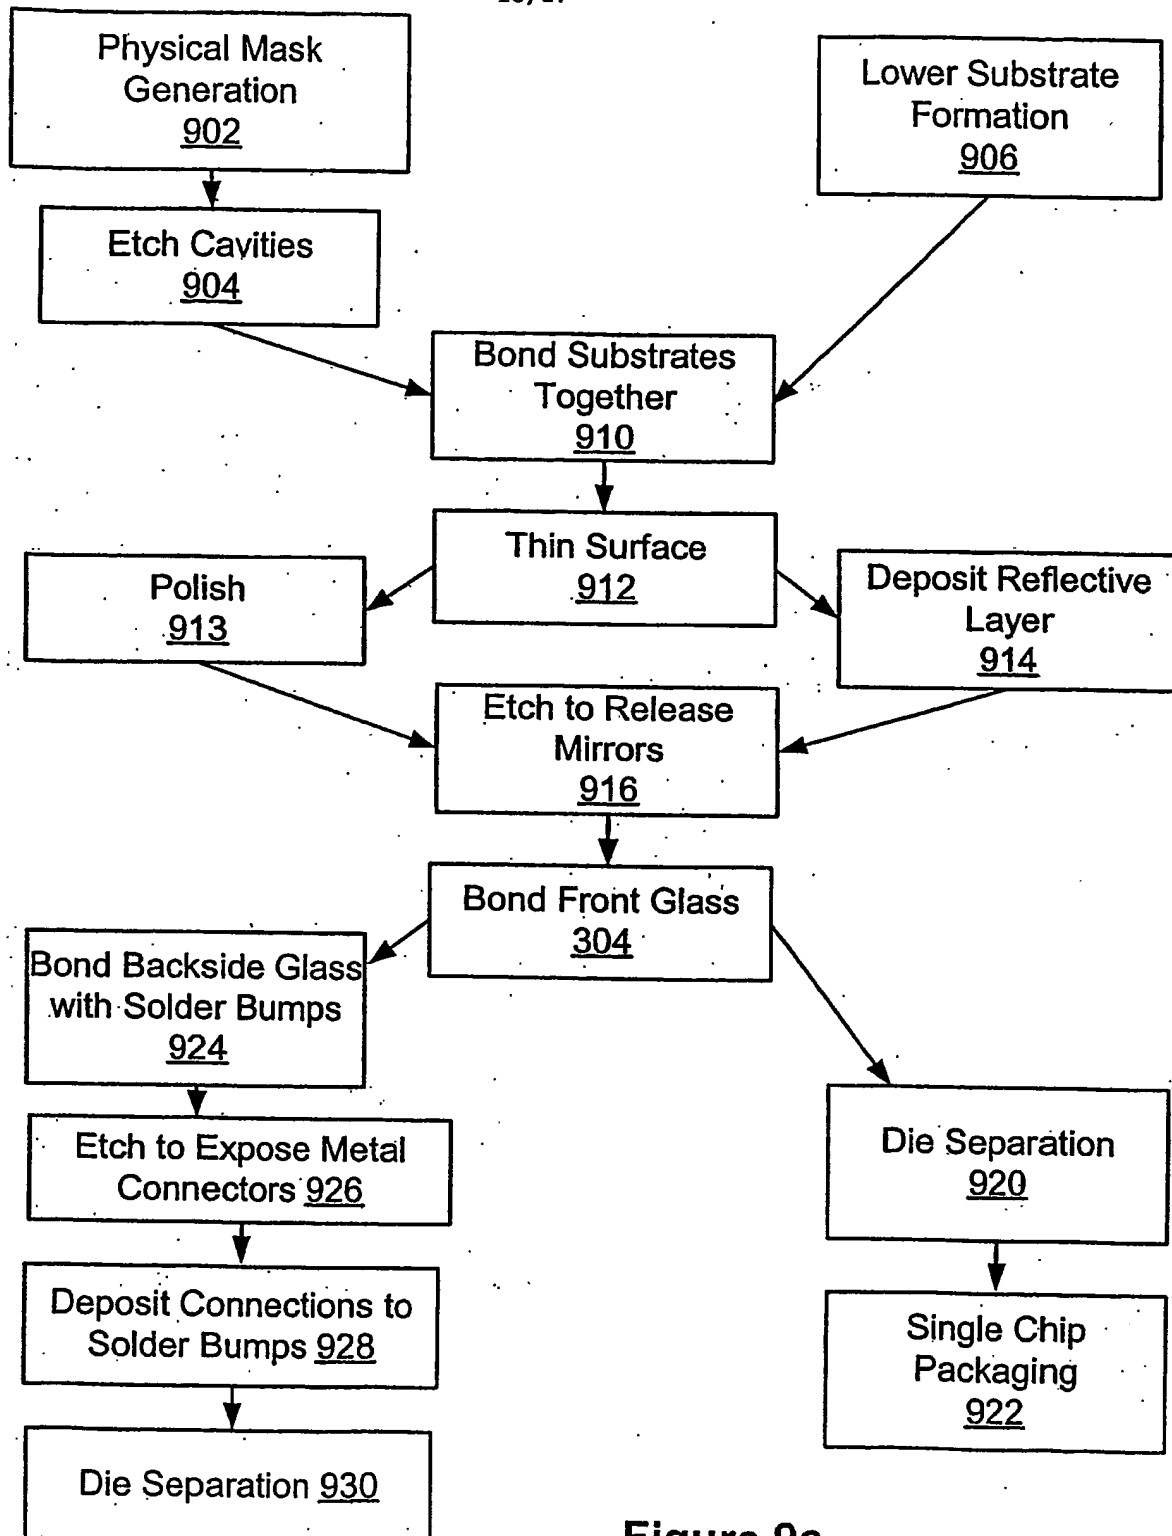 Physical Mask
Generation
902
Lower Substrate
Formation
906
Etch Cavities
904
Bond Substrates
Together
910
Thin Surface
912
Polish
913
Deposit Reflective
Layer
914
Etch to Release
Mirrors
916
Bond Front Glass
304
Bond Backside Glass
with Solder Bumps
924
Etch to Expose Metal
Connectors 926
Deposit Connections to
Solder Bumps 928
Die Separation 930
Die Separation
920
Single Chip
Packaging
922